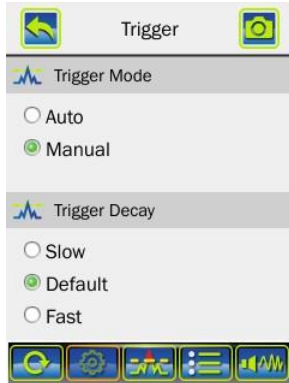 Trigger
Trigger Mode
Auto
Manual
Trigger Decay
Slow
Default
Fast